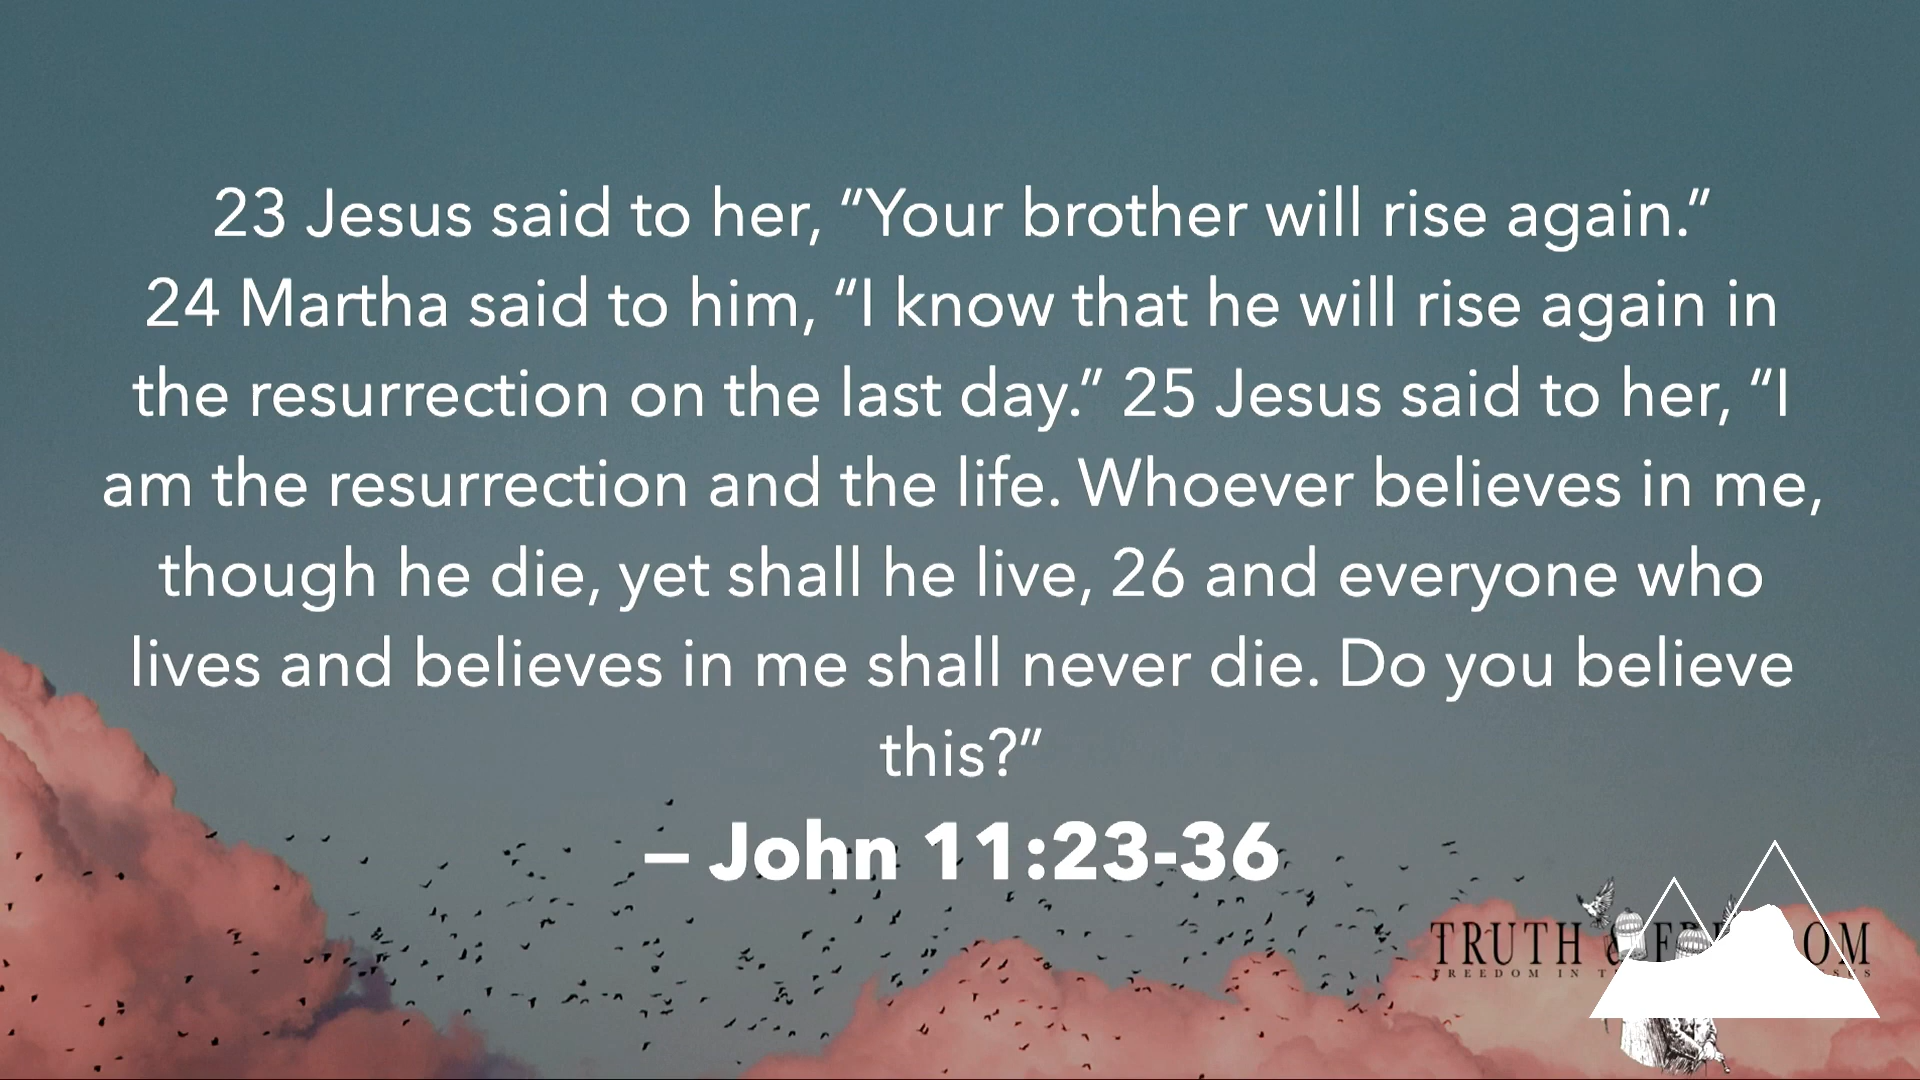 23 Jesus said to her, “Your brother will rise again.”
24 Martha said to him, “I know that he will rise again in
the resurrection on the last day.” 25 Jesus said to her, “I
am the resurrection and the life. Whoever believes in me,
though he die, yet shall he live, 26 and everyone who
lives and believes in me shall never die. Do you believe
this?”
– John 11:23-36
TRUTH &
FREEDOM IN